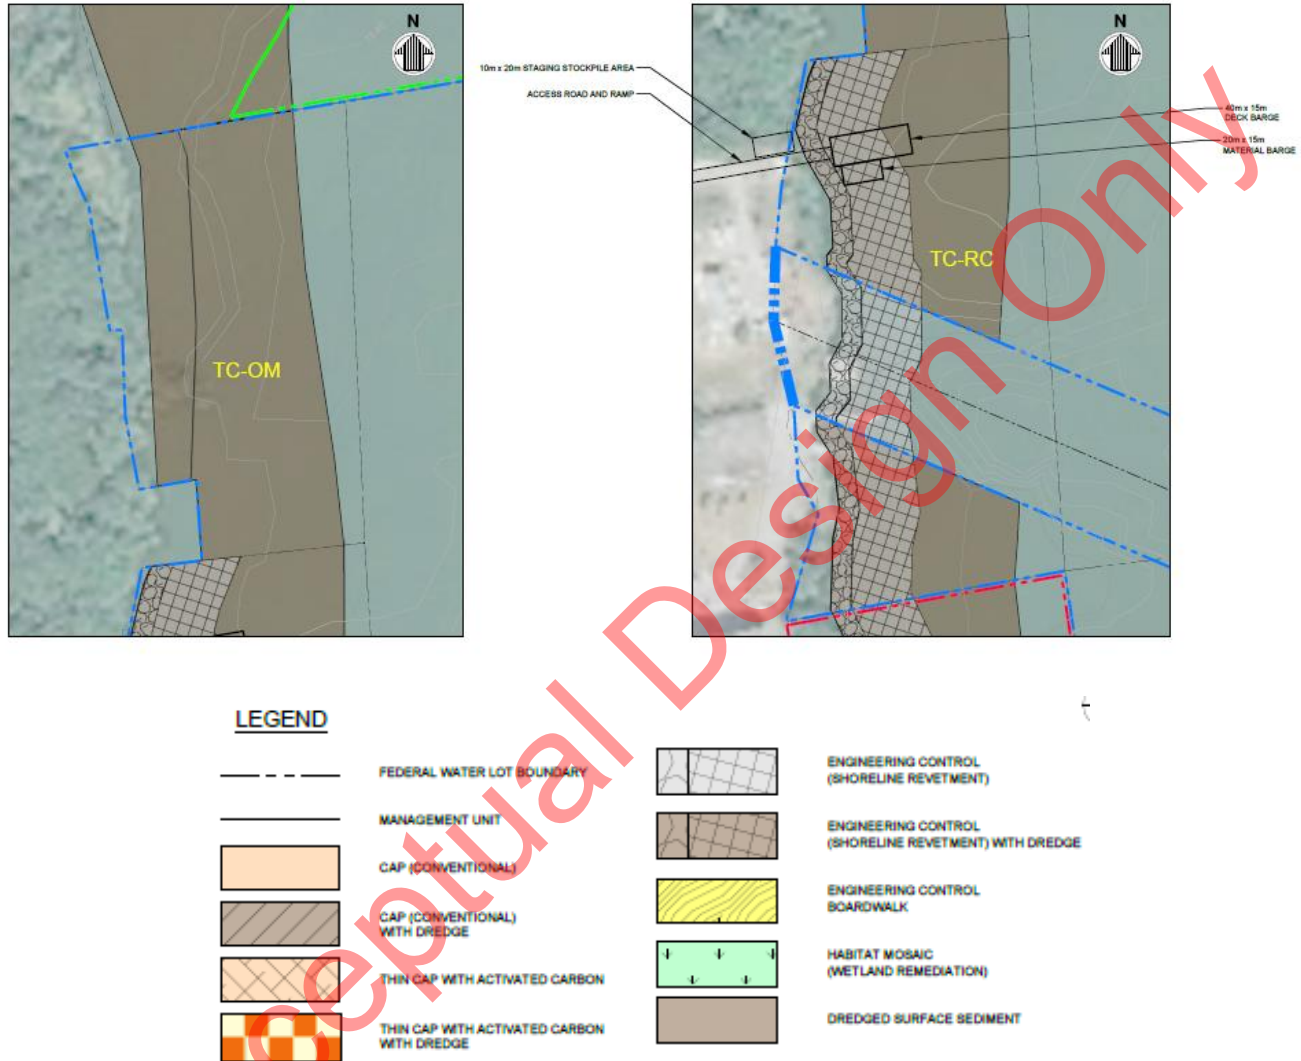 N
TC-OM
10m x 20m STAGING STOCKPILE AREA
ACCESS ROAD AND RAMP
N
40m x 15m
DECK BARGE
20m x 15m
MATERIAL BARGE
TC-RC
ceptual Design Only
LEGEND
FEDERAL WATER LOT BOUNDARY
MANAGEMENT UNIT
CAP (CONVENTIONAL)
CAP (CONVENTIONAL)
WITH DREDGE
THIN CAP WITH ACTIVATED CARBON
THIN CAP WITH ACTIVATED CARBON
WITH DREDGE
ENGINEERING CONTROL
(SHORELINE REVETMENT)
ENGINEERING CONTROL
(SHORELINE REVETMENT) WITH DREDGE
ENGINEERING CONTROL
BOARDWALK
HABITAT MOSAIC
(WETLAND REMEDIATION)
DREDGED SURFACE SEDIMENT